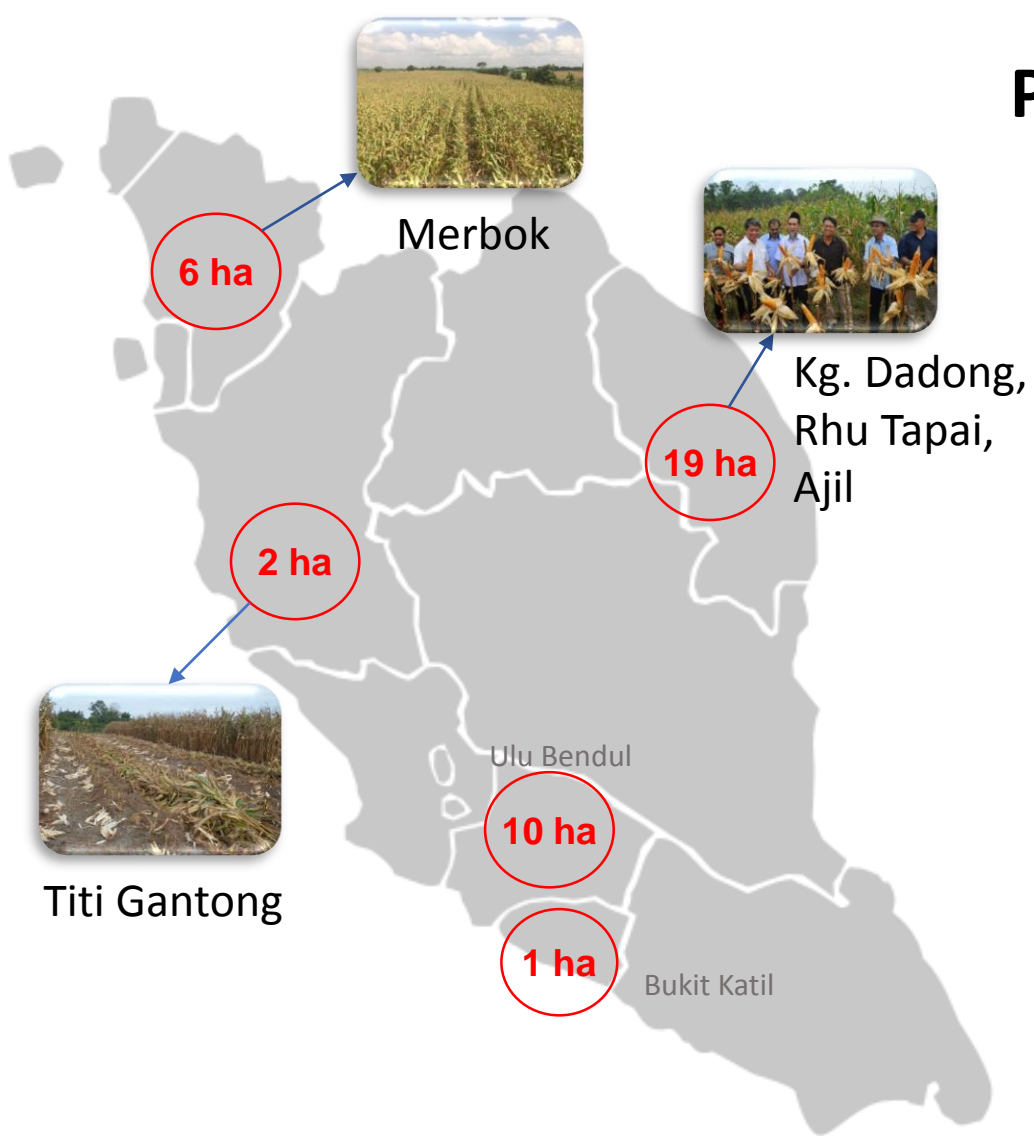 P
6 ha
Merbok
Kg. Dadong,
Rhu Tapai,
Ajil
19 ha
2 ha
Titi Gantong
Ulu Bendul
10 ha
1 ha
Bukit Katil